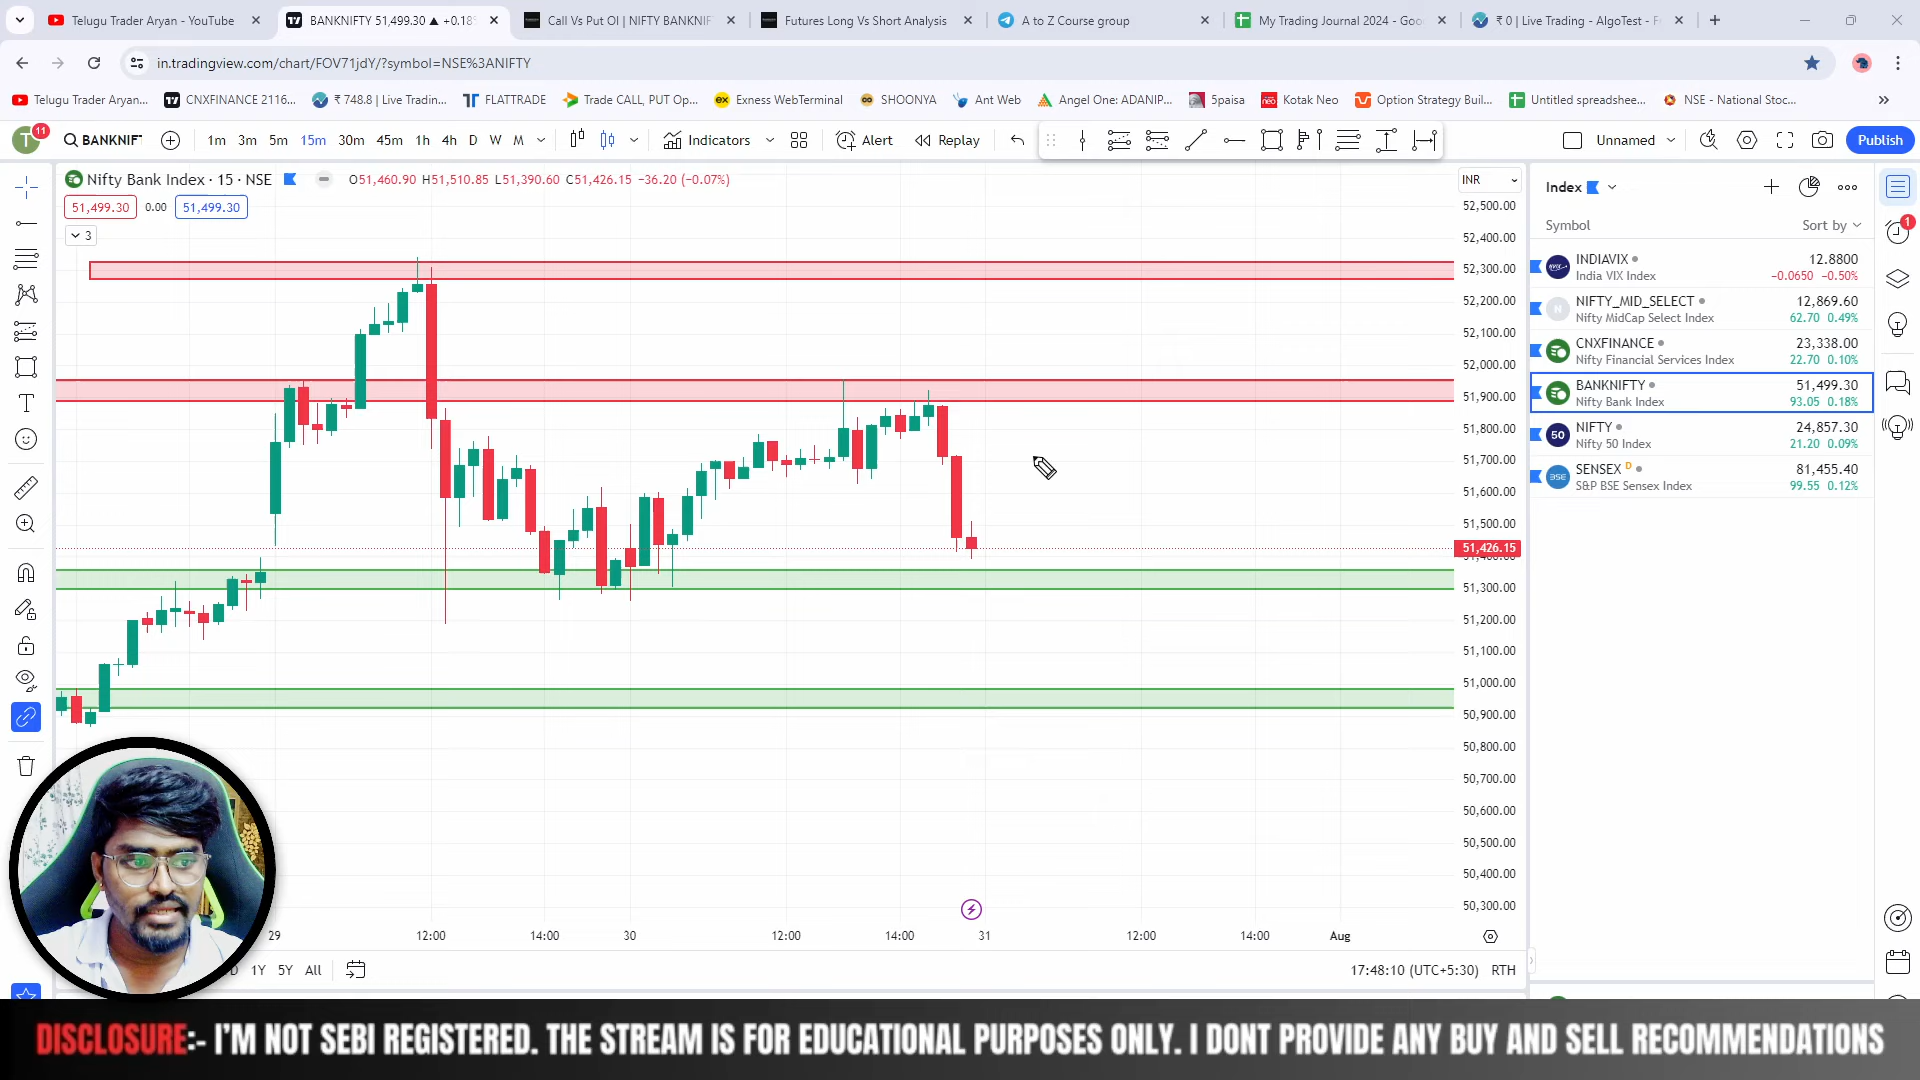 Telugu Trader Aryan - YouTube
BANKNIFTY 51,499.30 ▲ +0.18%
Call Vs Put OI | NIFTY BANKNIF
Futures Long Vs Short Analysis
A to Z Course group
My Trading Journal 2024 - Goo
₹ 0 | Live Trading - AlgoTest - F
in.tradingview.com/chart/FOV71jdY/?symbol=NSE%3ANIFTY
Telugu Trader Aryan...
CNXFINANCE 2116...
₹ 748.8 | Live Tradin...
FLATTRADE
Trade CALL, PUT Op...
Exness WebTerminal
SHOONYA
Ant Web
Angel One: ADANIP...
5paisa
Kotak Neo
Option Strategy Buil...
Untitled spreadshee...
NSE - National Stoc...
T 11
BANKNIF
1m 3m 5m 15m 30m 45m 1h 4h D W M
Indicators
Alert
Replay
Unnamed
Publish
Nifty Bank Index · 15 · NSE
O51,460.90 H51,510.85 L51,390.60 C51,426.15 −36.20 (−0.07%)
51,499.30 0.00 51,499.30
3
INR
52,500.00
52,400.00
52,300.00
52,200.00
52,100.00
52,000.00
51,900.00
51,800.00
51,700.00
51,600.00
51,500.00
51,426.15
51,300.00
51,200.00
51,100.00
51,000.00
50,900.00
50,800.00
50,700.00
50,600.00
50,500.00
50,400.00
50,300.00
29 12:00 14:00 30 12:00 14:00 31 12:00 14:00 Aug
D 1Y 5Y All
17:48:10 (UTC+5:30) RTH
Index
Symbol Sort by
INDIAVIX 12.8800
India VIX Index −0.0650 −0.50%
NIFTY_MID_SELECT 12,869.60
Nifty MidCap Select Index 62.70 0.49%
CNXFINANCE 23,338.00
Nifty Financial Services Index 22.70 0.10%
BANKNIFTY 51,499.30
Nifty Bank Index 93.05 0.18%
50 NIFTY 24,857.30
Nifty 50 Index 21.20 0.09%
BSE SENSEX D 81,455.40
S&P BSE Sensex Index 99.55 0.12%
1
DISCLOSURE:- I'M NOT SEBI REGISTERED. THE STREAM IS FOR EDUCATIONAL PURPOSES ONLY. I DONT PROVIDE ANY BUY AND SELL RECOMMENDATIONS